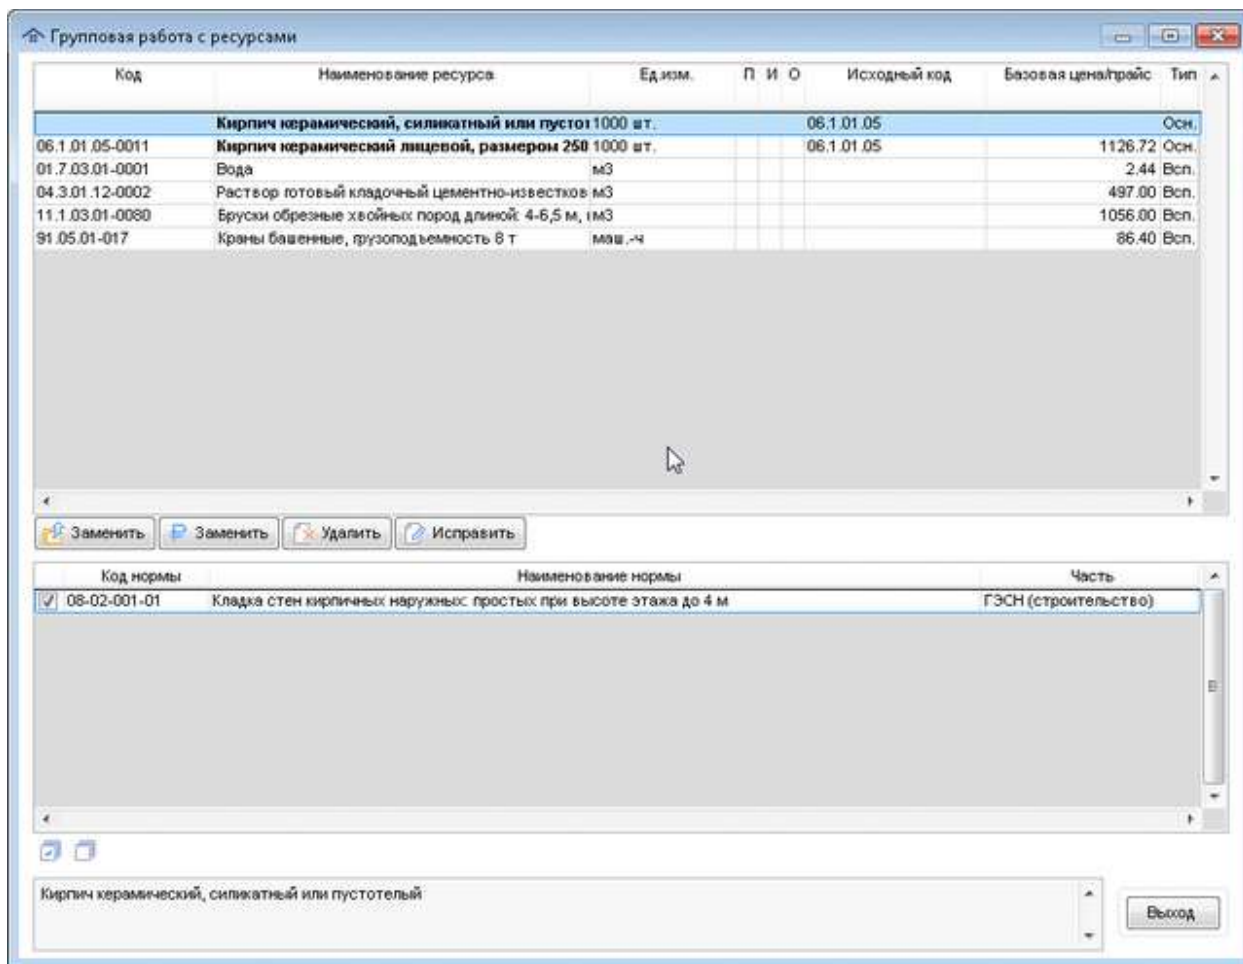 Групповая работа с ресурсами
Код Наименование ресурса Ед.изм. П И О Исходный код Базовая цена/прайс Тип
Кирпич керамический, силикатный или пустот 1000 шт. 06.1.01.05 Осн.
06.1.01.05-0011 Кирпич керамический лицевой, размером 250 1000 шт. 06.1.01.05 1126.72 Осн.
01.7.03.01-0001 Вода м3 2.44 Всп.
04.3.01.12-0002 Раствор готовый кладочный цементно-известков м3 497.00 Всп.
11.1.03.01-0080 Бруски обрезные хвойных пород длиной: 4-6,5 м, м3 1056.00 Всп.
91.05.01-017 Краны башенные, грузоподъемность 8 т маш.-ч 86.40 Всп.
Заменить Заменить Удалить Исправить
Код нормы Наименование нормы Часть
08-02-001-01 Кладка стен кирпичных наружных: простых при высоте этажа до 4 м ГЭСН (строительство)
Кирпич керамический, силикатный или пустотелый
Выход